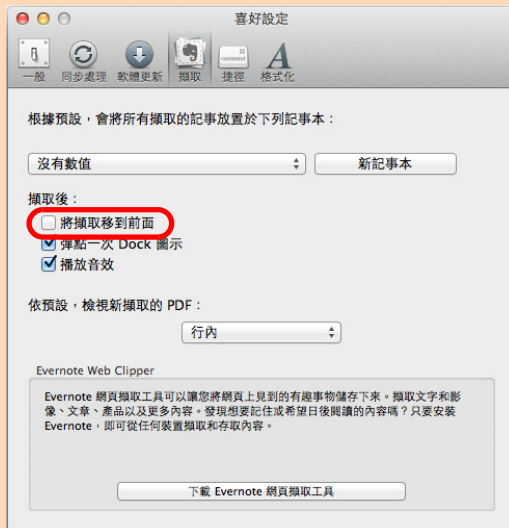 喜好設定
一般 同步處理 軟體更新 擷取 捷徑 格式化
根據預設，會將所有擷取的記事放置於下列記事本：
沒有數值 新記事本
擷取後：
將擷取移到前面
彈點一次 Dock 圖示
播放音效
依預設，檢視新擷取的 PDF：
行內
Evernote Web Clipper
Evernote 網頁擷取工具可以讓您將網頁上見到的有趣事物儲存下來。擷取文字和影
像、文章、產品以及更多內容。發現想要記住或希望日後閱讀的內容嗎？只要安裝
Evernote，即可從任何裝置擷取和存取內容。
下載 Evernote 網頁擷取工具